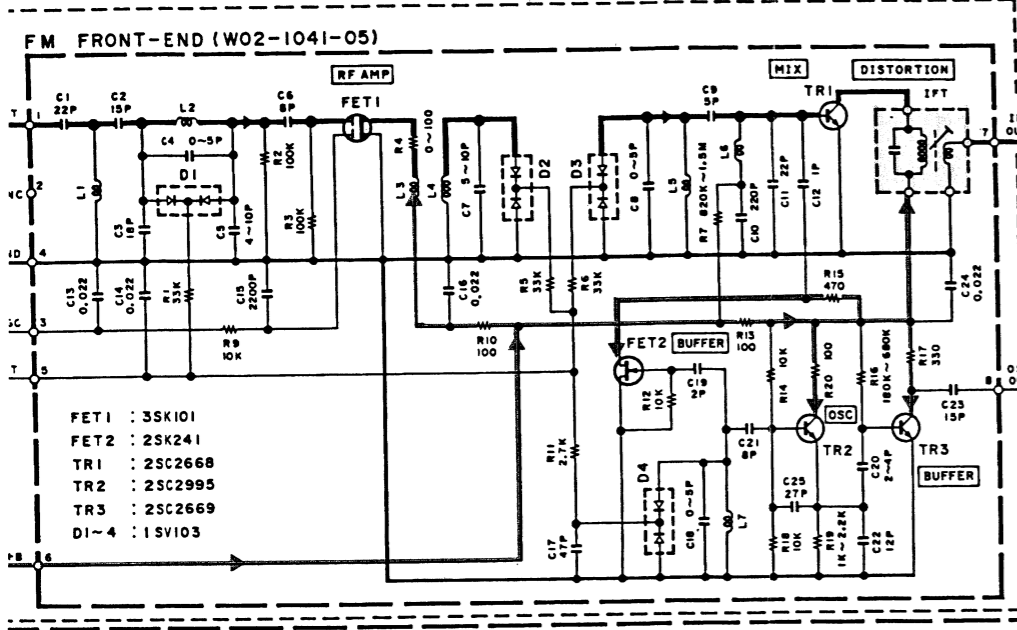 FM FRONT-END (W02-1041-05)
RF AMP
MIX
DISTORTION
C1
22P
C2
15P
L2
C6
8P
FET1
C9
5P
TR1
IFT
T
1
C4 0~5P
R2
100K
R4
0~100
D2
D3
L6
7
D1
L1
C3
18P
C5
4~10P
R3
100K
L3
L4
C7
5~10P
C8
0~5P
L5
R7
820K~1.5M
C10
220P
C11
22P
C12
1P
NC
2
4
C13
0.022
C14
0.022
R1
33K
C15
2200P
C16
0.022
R5
33K
R6
33K
R15
470
C24
0.022
3
R9
10K
R10
100
R13
100
FET2
BUFFER
R14
10K
R20
100
R16
180K~680K
R17
330
T
5
R12
10K
C19
2P
8
C23
15P
FET1 : 3SK101
FET2 : 2SK241
TR1 : 2SC2668
TR2 : 2SC2995
TR3 : 2SC2669
D1~4 : 1SV103
R11
2.7K
OSC
TR2
TR3
BUFFER
C21
8P
C20
2~4P
D4
C18
0~5P
L7
C25
27P
C17
47P
R18
10K
R19
1K~2.2K
C22
12P
+B
6